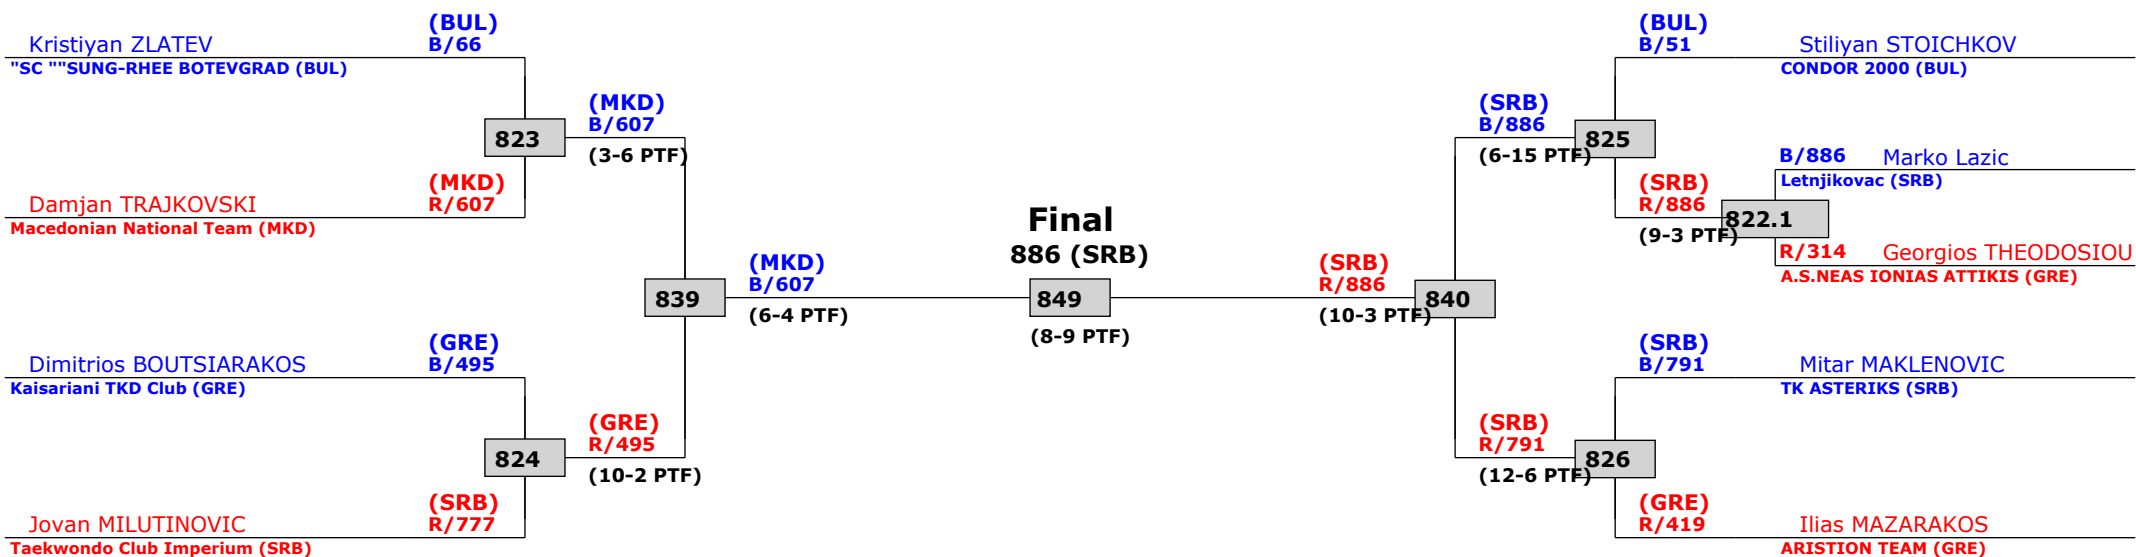 (BUL)
B/66
Kristiyan ZLATEV
"SC ""SUNG-RHEE BOTEVGRAD (BUL)
823
(MKD)
R/607
Damjan TRAJKOVSKI
Macedonian National Team (MKD)
(MKD)
B/607
(3-6 PTF)
839
(MKD)
B/607
(6-4 PTF)
(GRE)
B/495
Dimitrios BOUTSIARAKOS
Kaisariani TKD Club (GRE)
824
(GRE)
R/495
(10-2 PTF)
(SRB)
R/777
Jovan MILUTINOVIC
Taekwondo Club Imperium (SRB)
Final
886 (SRB)
849
(8-9 PTF)
(SRB)
R/886
(10-3 PTF)
840
(SRB)
B/886
(6-15 PTF)
825
(BUL)
B/51
Stiliyan STOICHKOV
CONDOR 2000 (BUL)
(SRB)
R/886
(9-3 PTF)
822.1
B/886 Marko Lazic
Letnjikovac (SRB)
R/314 Georgios THEODOSIOU
A.S.NEAS IONIAS ATTIKIS (GRE)
(SRB)
R/791
(12-6 PTF)
826
(SRB)
B/791
Mitar MAKLENOVIC
TK ASTERIKS (SRB)
(GRE)
R/419
Ilias MAZARAKOS
ARISTION TEAM (GRE)